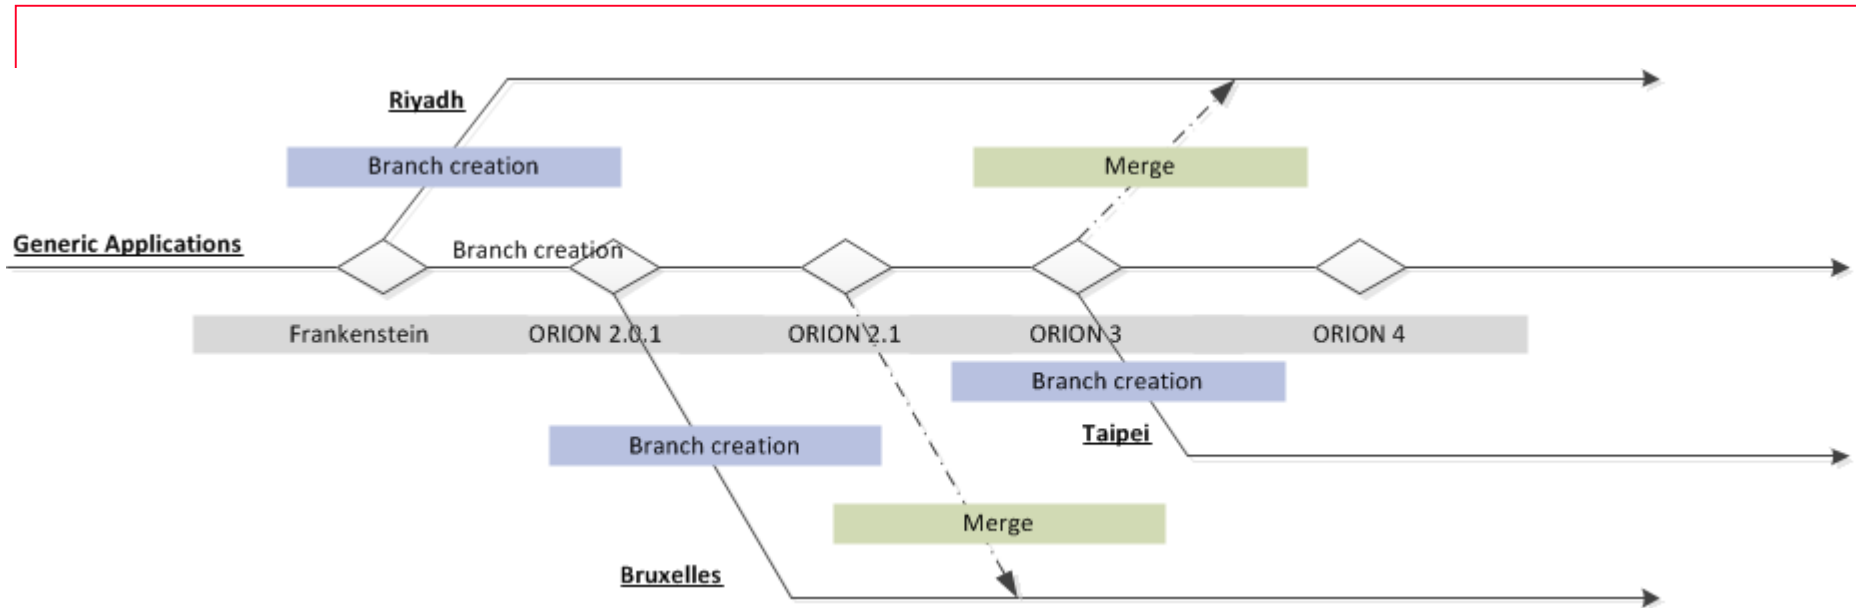 Riyadh
Branch creation
Merge
Generic Applications
Branch creation
Frankenstein
ORION 2.0.1
ORION 2.1
ORION 3
ORION 4
Branch creation
Taipei
Branch creation
Merge
Bruxelles